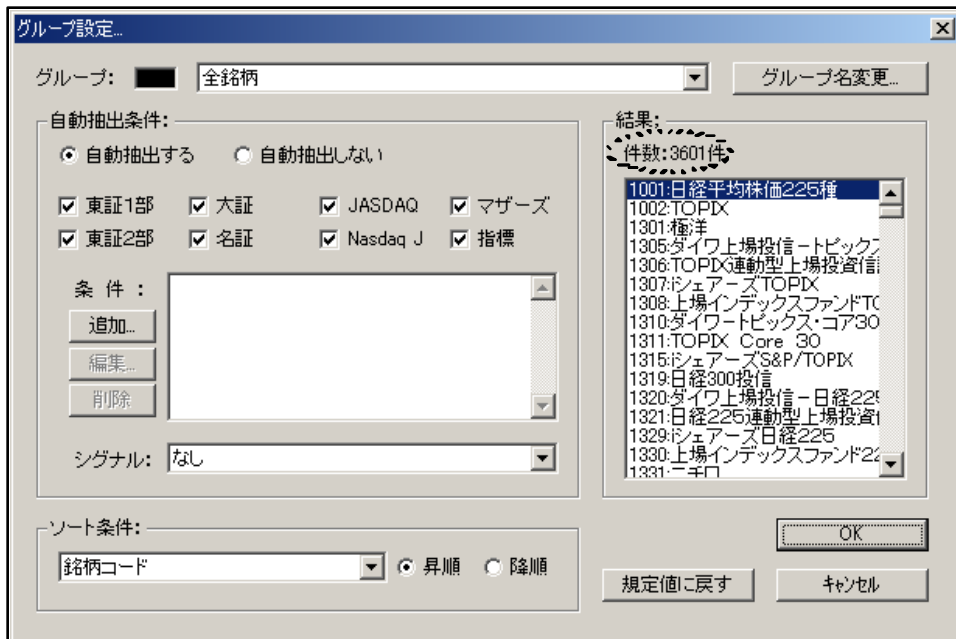 グループ設定...
グループ: 全銘柄 グループ名変更...
自動抽出条件:
自動抽出する 自動抽出しない
東証1部 大証 JASDAQ マザーズ
東証2部 名証 Nasdaq J 指標
条 件 :
追加...
編集...
削除
シグナル: なし
ソート条件:
銘柄コード 昇順 降順
結果:
件数:3601件
1001:日経平均株価225種
1002:TOPIX
1301:極洋
1305:ダイワ上場投信-トピックス
1306:TOPIX連動型上場投資信
1307:iシェアーズTOPIX
1308:上場インデックスファンドTO
1310:ダイワトピックス・コア30
1311:TOPIX Core 30
1315:iシェアーズS&P/TOPIX
1319:日経300投信
1320:ダイワ上場投信-日経225
1321:日経225連動型上場投資
1329:iシェアーズ日経225
1330:上場インデックスファンド22
1331:ニチロ
OK
規定値に戻す キャンセル